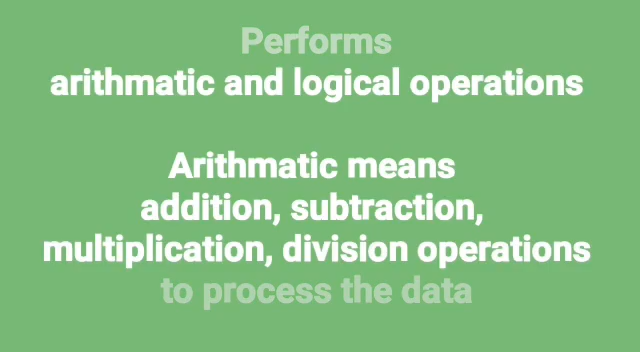 Performs
arithmatic and logical operations
Arithmatic means
addition, subtraction,
multiplication, division operations
to process the data